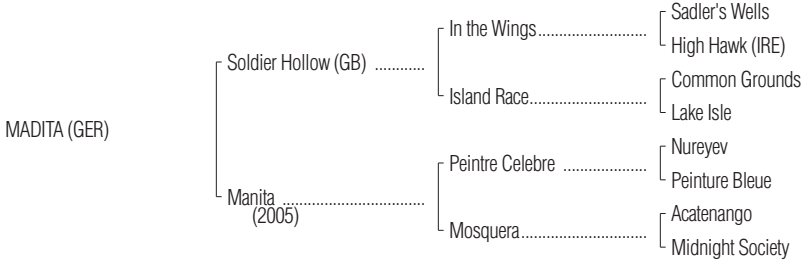 Sadler's Wells
In the Wings
High Hawk (IRE)
Soldier Hollow (GB)
Common Grounds
Island Race
Lake Isle
MADITA (GER)
Nureyev
Peintre Celebre
Peinture Bleue
Manita
(2005)
Acatenango
Mosquera
Midnight Society